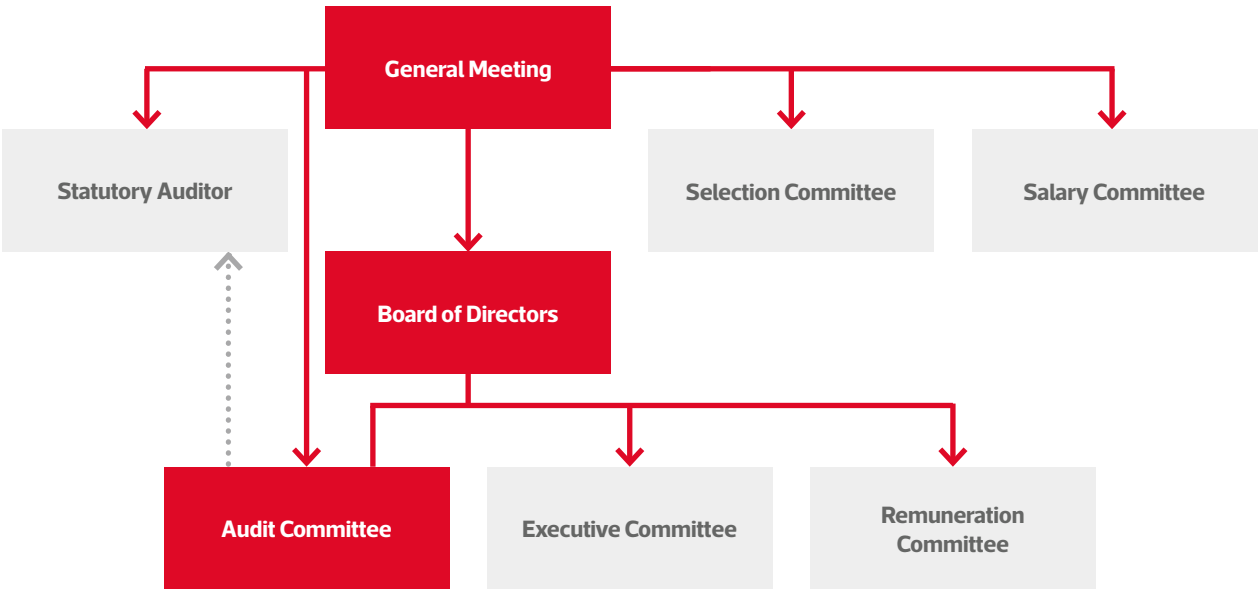 General Meeting
Statutory Auditor
Selection Committee
Salary Committee
Board of Directors
Audit Committee
Executive Committee
Remuneration
Committee